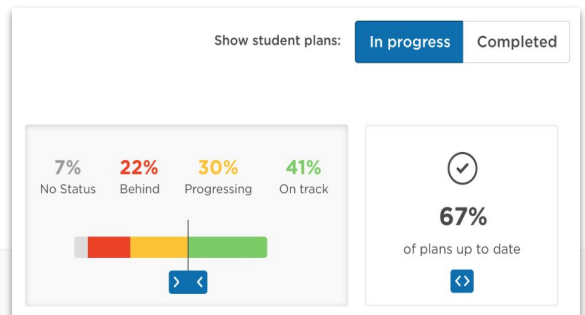 Show student plans: In progress Completed
7% 22% 30% 41%
No Status Behind Progressing On track
67%
of plans up to date